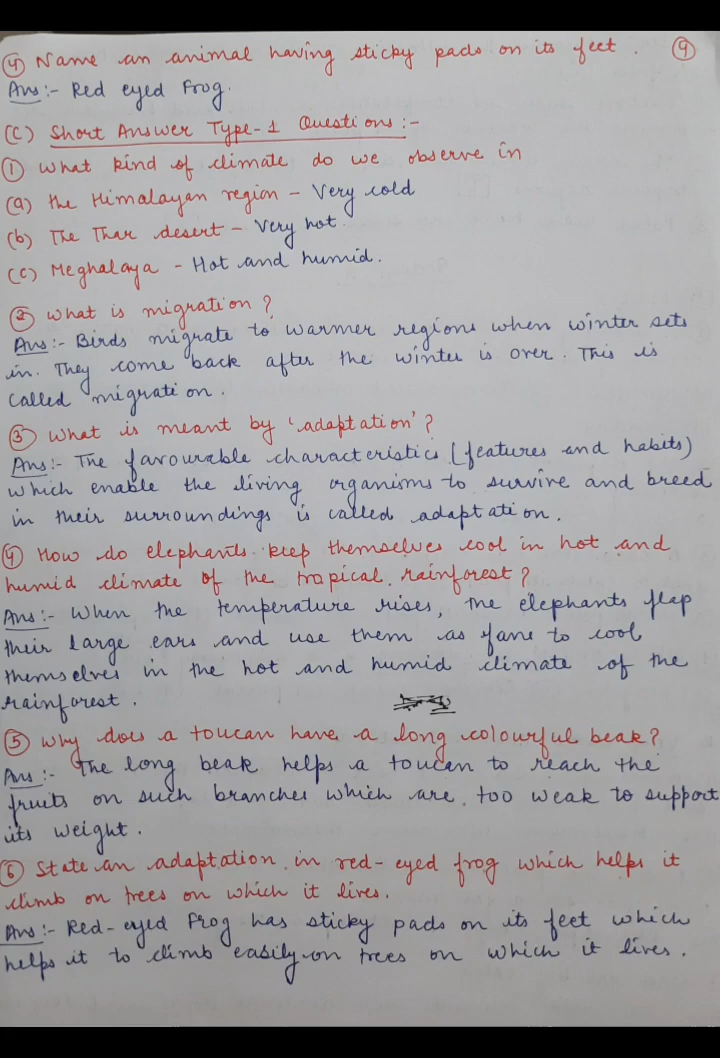 ④ Name an animal having sticky pads on its feet. ⑨
Ans:- Red eyed Frog.
(C) Short Answer Type-1 Questions:-
① What kind of climate do we observe in
(a) the Himalayan region - Very cold
(b) The Thar desert - Very hot.
(c) Meghalaya - Hot and humid.
② What is migration?
Ans:- Birds migrate to warmer regions when winter sets
in. They come back after the winter is over. This is
called migration.
③ What is meant by 'adaptation'?
Ans:- The favourable characteristics (features and habits)
which enable the living organisms to survive and breed
in their surroundings is called adaptation.
④ How do elephants keep themselves cool in hot and
humid climate of the tropical rainforest?
Ans:- When the temperature rises, the elephants flap
their large ears and use them as fans to cool
themselves in the hot and humid climate of the
rainforest.
⑤ Why does a toucan have a long colourful beak?
Ans:- The long beak helps a toucan to reach the
fruits on such branches which are too weak to support
its weight.
⑥ State an adaptation in red-eyed frog which helps it
climb on trees on which it lives.
Ans:- Red-eyed Frog has sticky pads on its feet which
helps it to climb easily on trees on which it lives.